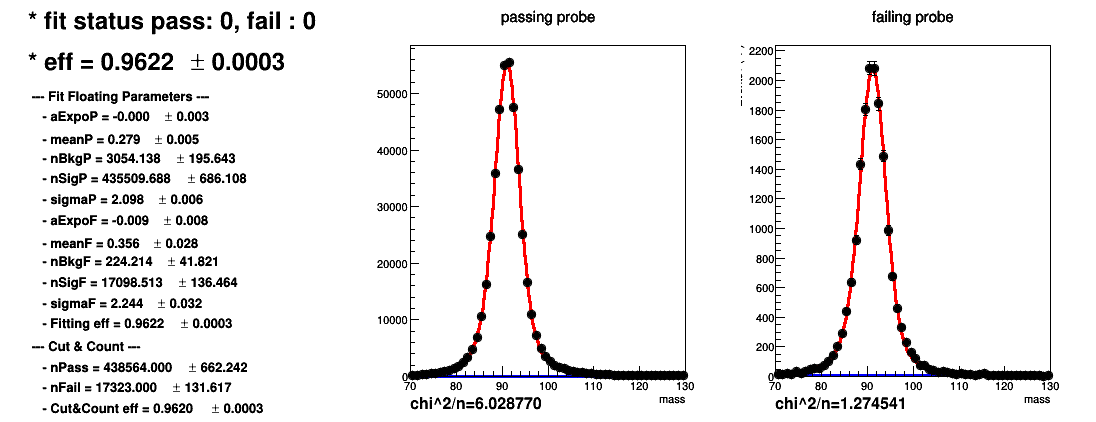 * fit status pass: 0, fail : 0
* eff = 0.9622 ± 0.0003
--- Fit Floating Parameters ---
- aExpoP = -0.000 ± 0.003
- meanP = 0.279 ± 0.005
- nBkgP = 3054.138 ± 195.643
- nSigP = 435509.688 ± 686.108
- sigmaP = 2.098 ± 0.006
- aExpoF = -0.009 ± 0.008
- meanF = 0.356 ± 0.028
- nBkgF = 224.214 ± 41.821
- nSigF = 17098.513 ± 136.464
- sigmaF = 2.244 ± 0.032
- Fitting eff = 0.9622 ± 0.0003
--- Cut & Count ---
- nPass = 438564.000 ± 662.242
- nFail = 17323.000 ± 131.617
- Cut&Count eff = 0.9620 ± 0.0003
passing probe
50000
40000
30000
20000
10000
0
70 80 90 100 110 120 130
mass
chi^2/n=6.028770
failing probe
2200
2000
1800
1600
1400
1200
1000
800
600
400
200
0
70 80 90 100 110 120 130
mass
chi^2/n=1.274541